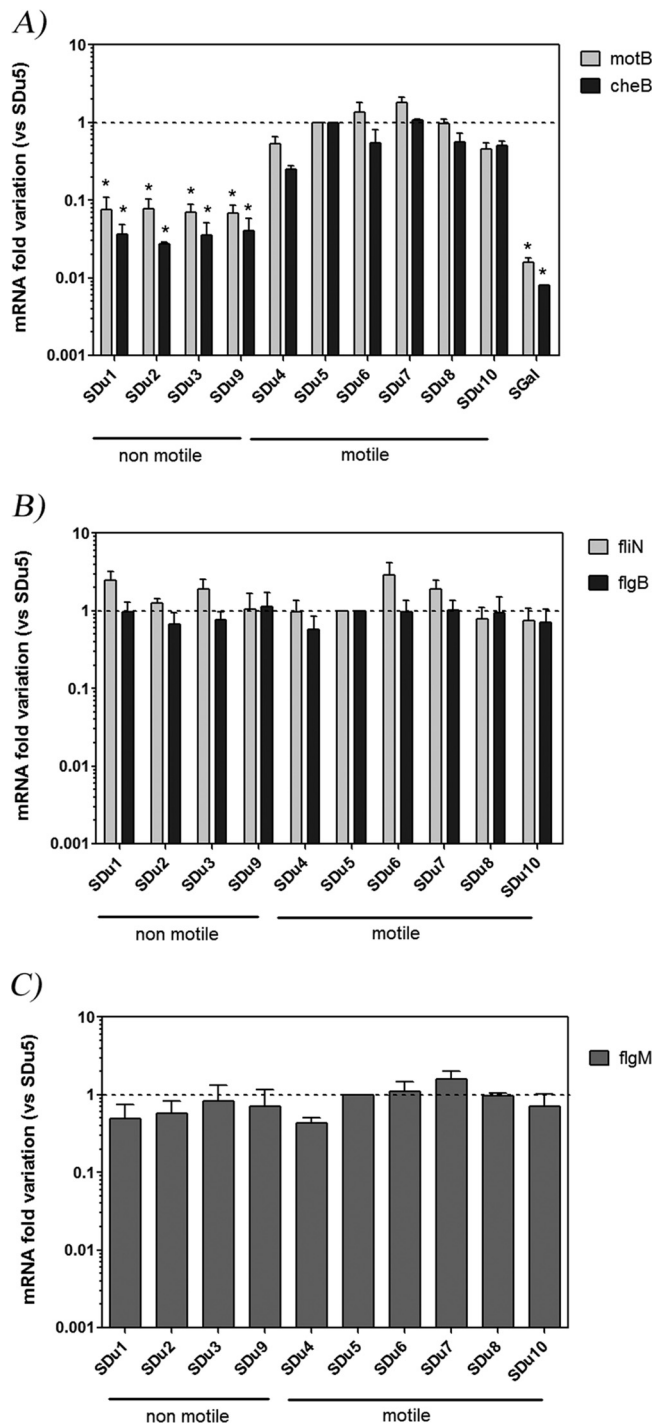 A)
mRNA fold variation (vs SDu5)
10
1
0.1
0.01
0.001
* * * * * * * * * *
SDu1 SDu2 SDu3 SDu9 SDu4 SDu5 SDu6 SDu7 SDu8 SDu10 SGal
non motile motile
motB
cheB
B)
mRNA fold variation (vs SDu5)
10
1
0.1
0.01
0.001
SDu1 SDu2 SDu3 SDu9 SDu4 SDu5 SDu6 SDu7 SDu8 SDu10
non motile motile
fliN
flgB
C)
mRNA fold variation (vs SDu5)
10
1
0.1
0.01
0.001
SDu1 SDu2 SDu3 SDu9 SDu4 SDu5 SDu6 SDu7 SDu8 SDu10
non motile motile
flgM